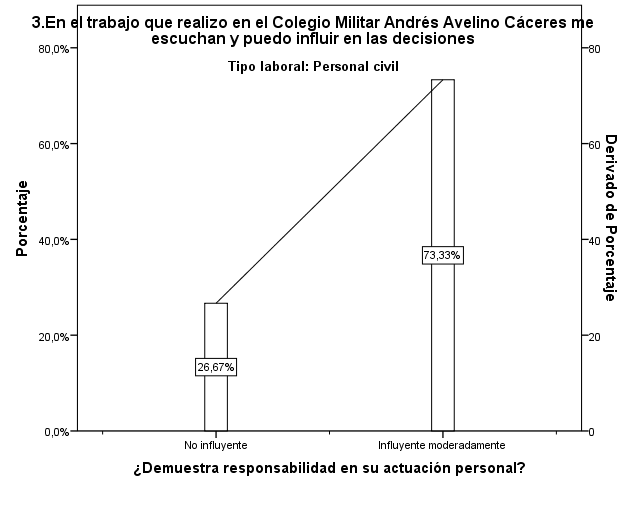 3.En el trabajo que realizo en el Colegio Militar Andrés Avelino Cáceres me
escuchan y puedo influir en las decisiones
Tipo laboral: Personal civil
80,0%
60,0%
40,0%
20,0%
0,0%
Porcentaje
80
60
40
20
0
Derivado de Porcentaje
26,67%
73,33%
No influyente
Influyente moderadamente
¿Demuestra responsabilidad en su actuación personal?